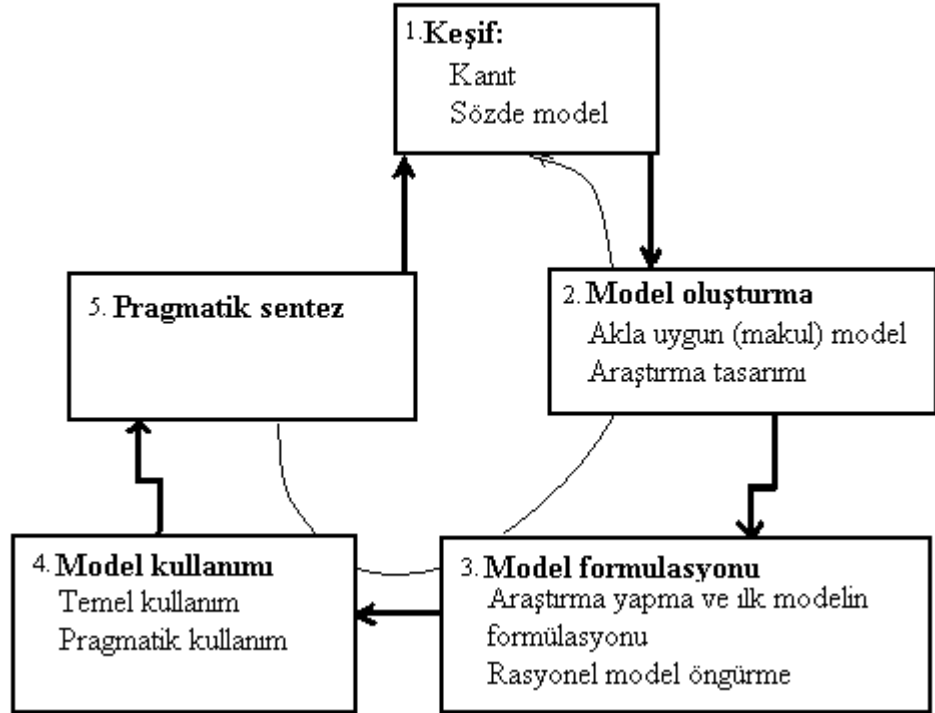 1. Keşif:
Kanıt
Sözde model
2. Model oluşturma
Akla uygun (makul) model
Araştırma tasarımı
3. Model formulasyonu
Araştırma yapma ve ilk modelin
formülasyonu
Rasyonel model öngürme
4. Model kullanımı
Temel kullanım
Pragmatik kullanım
5. Pragmatik sentez